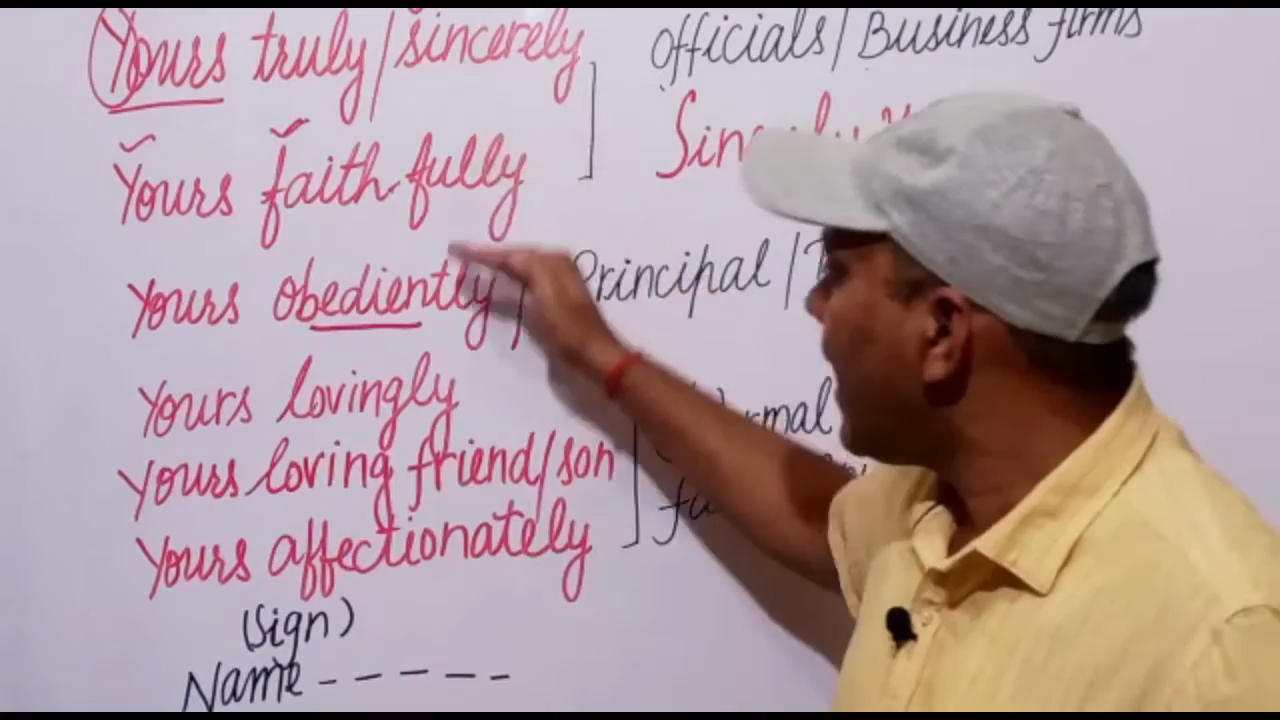 Yours truly/sincerely officials/Business firms
Yours faithfully
Yours obediently/ Principal /
Yours lovingly
Yours loving friend/son
Yours affectionately
(Sign)
Name - - - - -